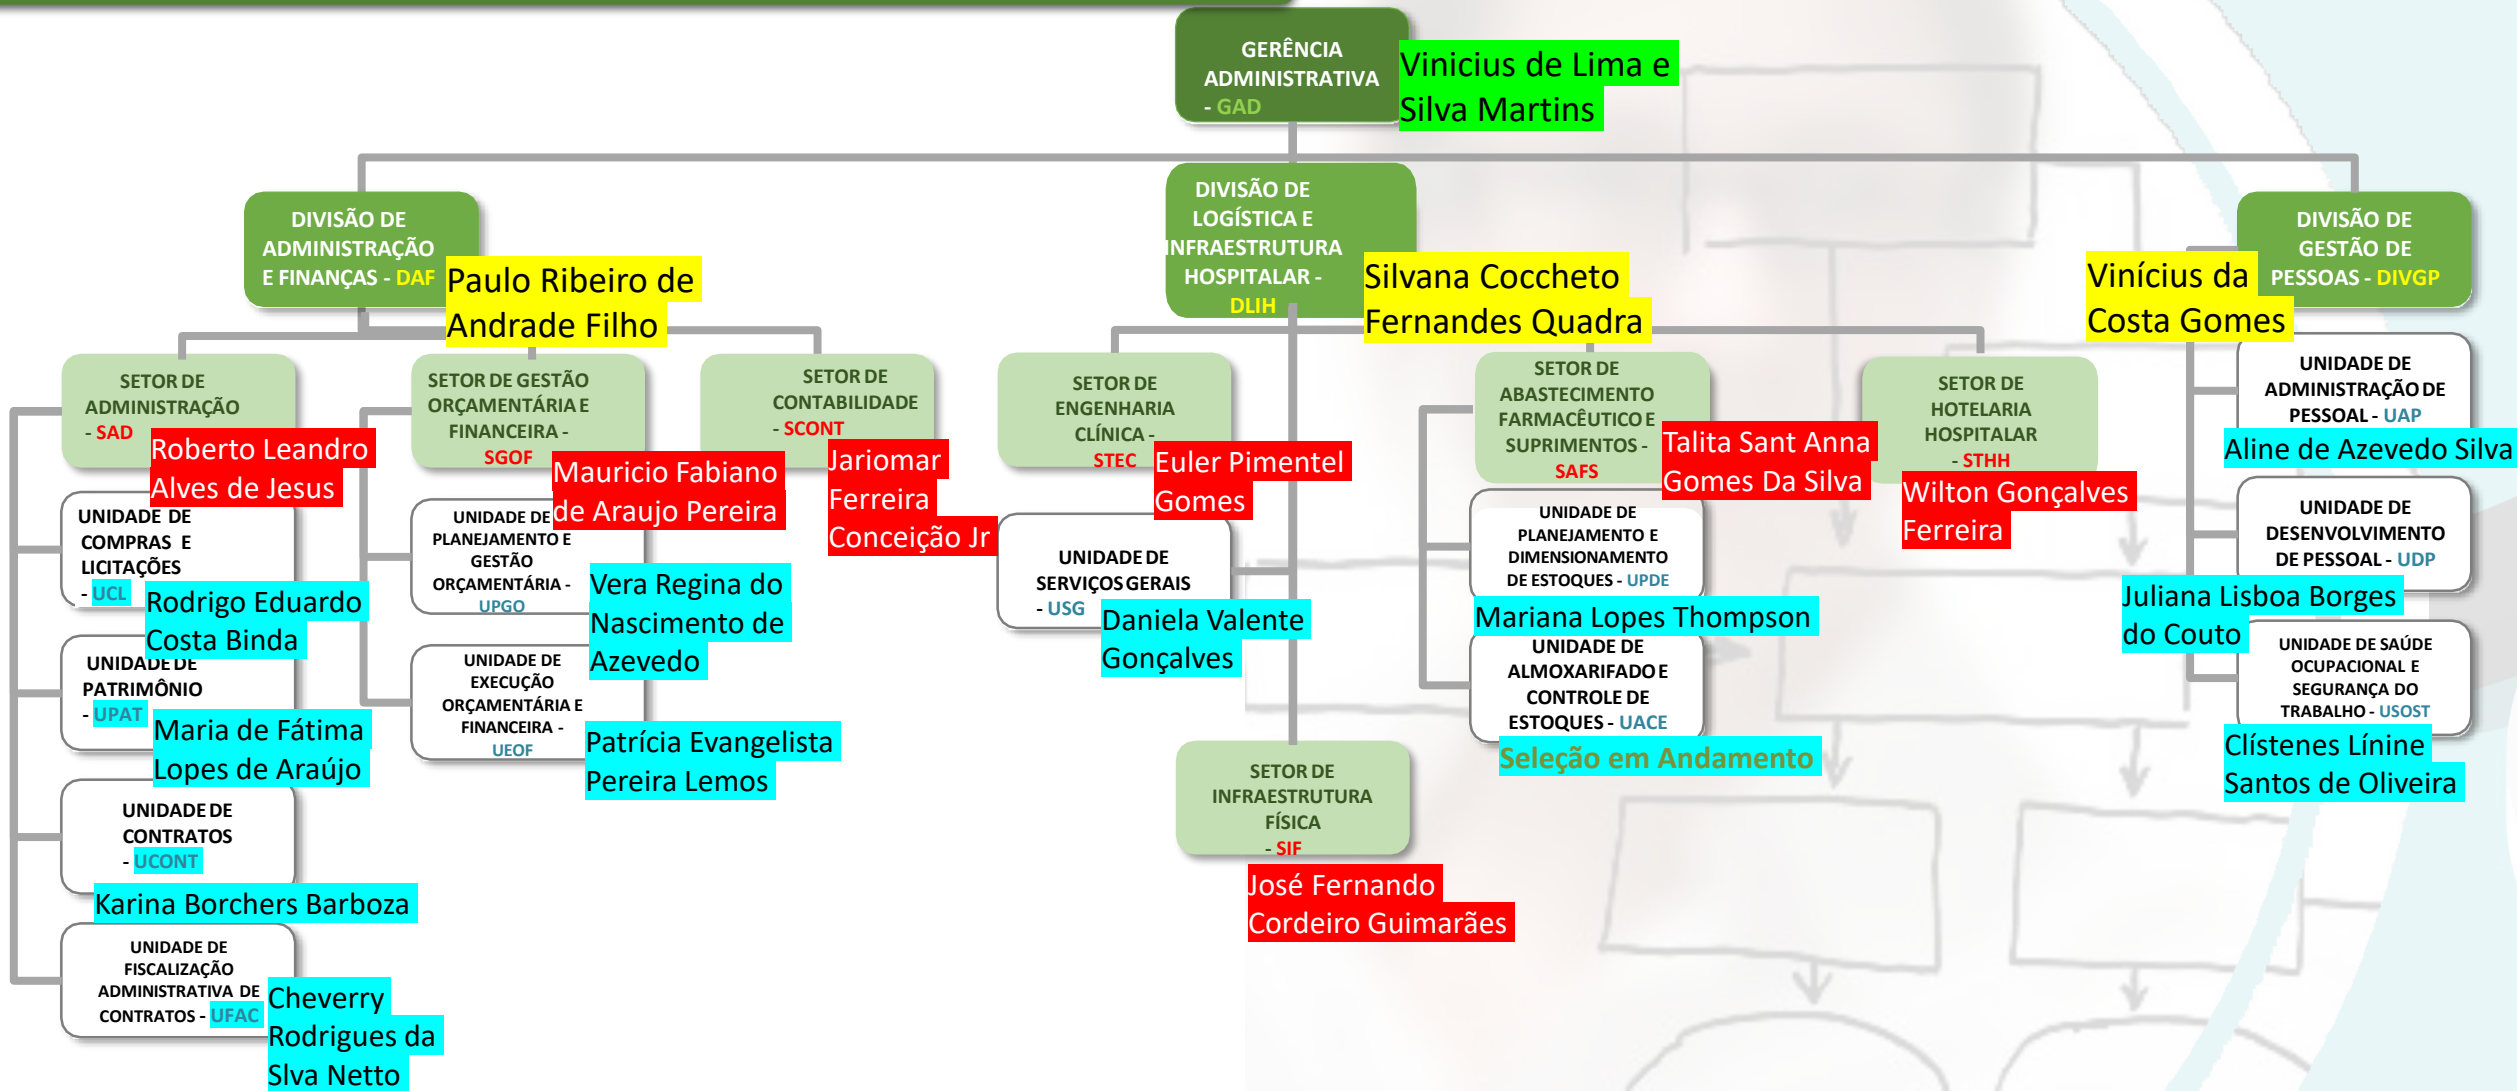 GERÊNCIA
ADMINISTRATIVA
- GAD
Vinicius de Lima e
Silva Martins
DIVISÃO DE
ADMINISTRAÇÃO
E FINANÇAS - DAF
Paulo Ribeiro de
Andrade Filho
DIVISÃO DE
LOGÍSTICA E
INFRAESTRUTURA
HOSPITALAR -
DLIH
Silvana Coccheto
Fernandes Quadra
DIVISÃO DE
GESTÃO DE
PESSOAS - DIVGP
Vinícius da
Costa Gomes
SETOR DE
ADMINISTRAÇÃO
- SAD
Roberto Leandro
Alves de Jesus
UNIDADE DE
COMPRAS E
LICITAÇÕES
- UCL
Rodrigo Eduardo
Costa Binda
UNIDADE DE
PATRIMÔNIO
- UPAT
Maria de Fátima
Lopes de Araújo
UNIDADE DE
CONTRATOS
- UCONT
Karina Borchers Barboza
UNIDADE DE
FISCALIZAÇÃO
ADMINISTRATIVA DE
CONTRATOS - UFAC
Cheverry
Rodrigues da
Slva Netto
SETOR DE GESTÃO
ORÇAMENTÁRIA E
FINANCEIRA -
SGOF
Mauricio Fabiano
de Araujo Pereira
UNIDADE DE
PLANEJAMENTO E
GESTÃO
ORÇAMENTÁRIA -
UPGO
Vera Regina do
Nascimento de
Azevedo
UNIDADE DE
EXECUÇÃO
ORÇAMENTÁRIA E
FINANCEIRA -
UEOF
Patrícia Evangelista
Pereira Lemos
SETOR DE
CONTABILIDADE
- SCONT
Jariomar
Ferreira
Conceição Jr
SETOR DE
ENGENHARIA
CLÍNICA -
STEC
Euler Pimentel
Gomes
UNIDADE DE
SERVIÇOS GERAIS
- USG
Daniela Valente
Gonçalves
SETOR DE
INFRAESTRUTURA
FÍSICA
- SIF
José Fernando
Cordeiro Guimarães
SETOR DE
ABASTECIMENTO
FARMACÊUTICO E
SUPRIMENTOS -
SAFS
Talita Sant Anna
Gomes Da Silva
UNIDADE DE
PLANEJAMENTO E
DIMENSIONAMENTO
DE ESTOQUES - UPDE
Mariana Lopes Thompson
UNIDADE DE
ALMOXARIFADO E
CONTROLE DE
ESTOQUES - UACE
Seleção em Andamento
SETOR DE
HOTELARIA
HOSPITALAR
- STHH
Wilton Gonçalves
Ferreira
UNIDADE DE
ADMINISTRAÇÃO DE
PESSOAL - UAP
Aline de Azevedo Silva
UNIDADE DE
DESENVOLVIMENTO
DE PESSOAL - UDP
Juliana Lisboa Borges
do Couto
UNIDADE DE SAÚDE
OCUPACIONAL E
SEGURANÇA DO
TRABALHO - USOST
Clístenes Línine
Santos de Oliveira